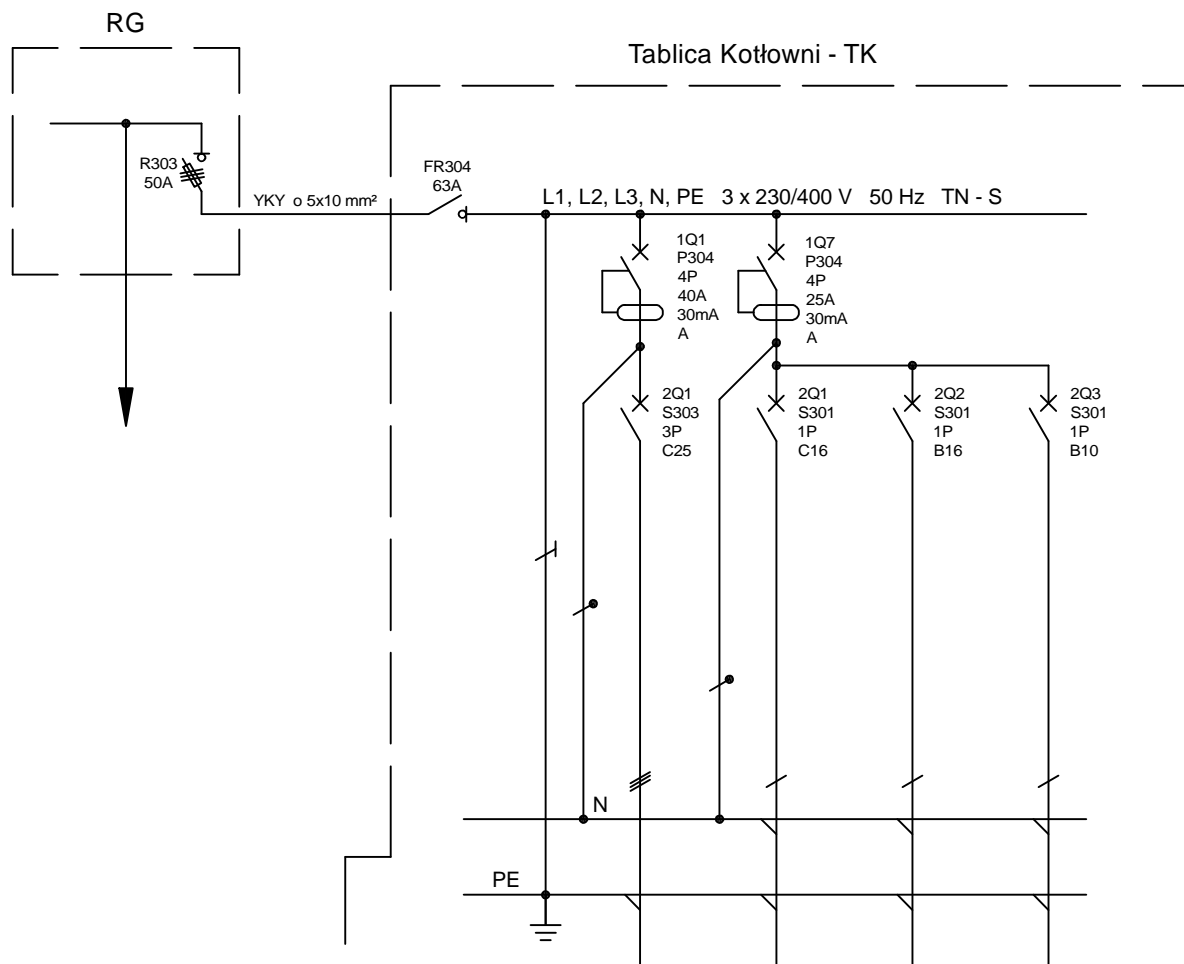 RG
Tablica Kotłowni - TK
R303
50A
YKY o 5x10 mm²
FR304
63A
L1, L2, L3, N, PE 3 x 230/400 V 50 Hz TN - S
1Q1
P304
4P
40A
30mA
A
1Q7
P304
4P
25A
30mA
A
2Q1
S303
3P
C25
2Q1
S301
1P
C16
2Q2
S301
1P
B16
2Q3
S301
1P
B10
N
PE